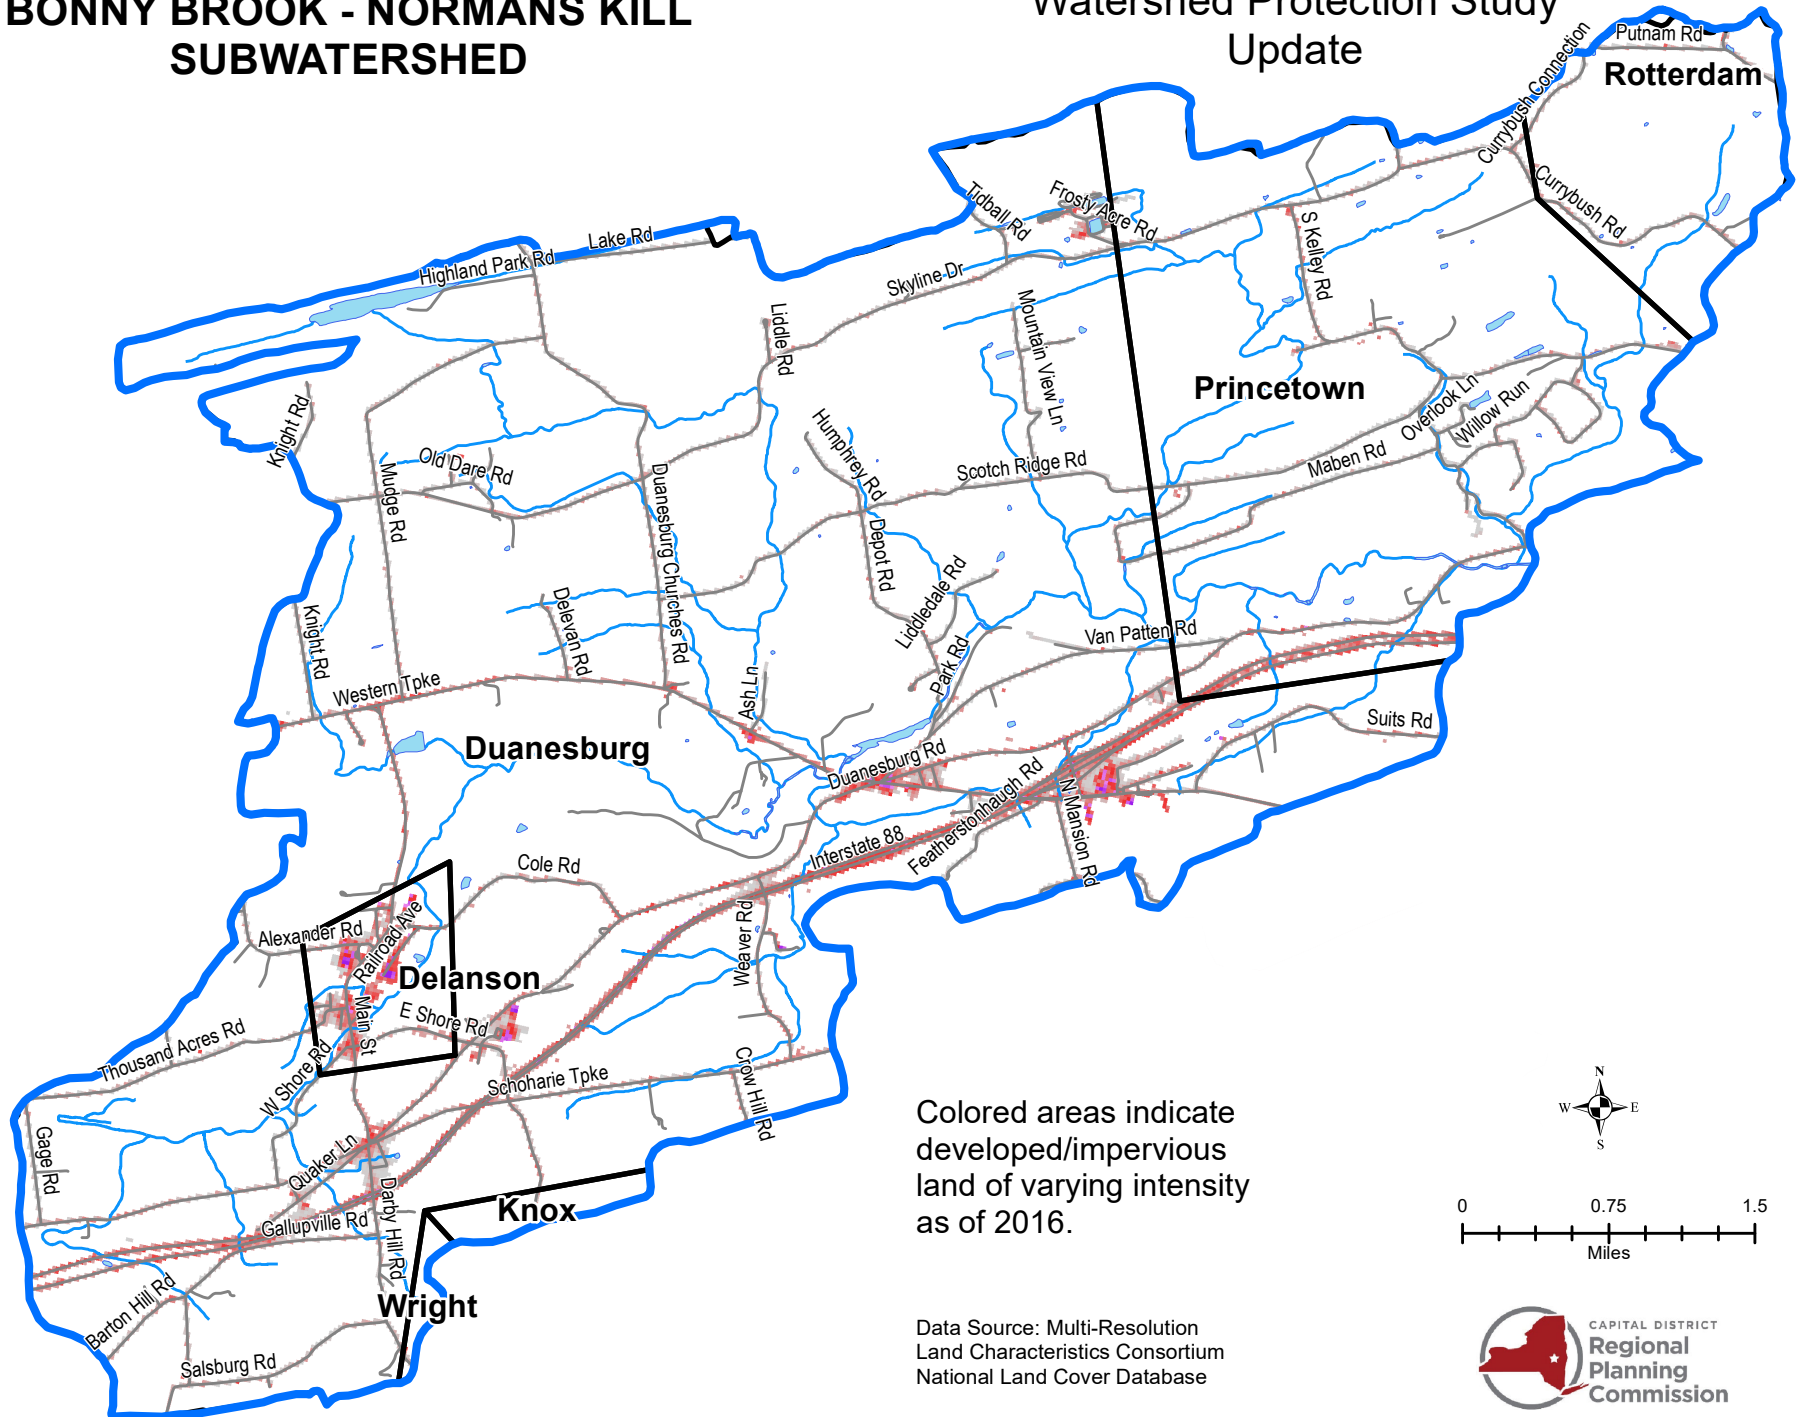 BONNY BROOK - NORMANS KILL
SUBWATERSHED
Watershed Protection Study
Update
Putnam Rd
Rotterdam
Currybush Connection
Currybush Rd
Tidball Rd
Frosty Acre Rd
S Kelley Rd
Lake Rd
Highland Park Rd
Skyline Dr
Liddle Rd
Mountain View Ln
Princetown
Overlook Ln
Willow Run
Knight Rd
Humphrey Rd
Old Dare Rd
Scotch Ridge Rd
Maben Rd
Mudge Rd
Duanesburg Churches Rd
Depot Rd
Liddledale Rd
Delevan Rd
Knight Rd
Van Patten Rd
Park Rd
Ash Ln
Western Tpke
Suits Rd
Duanesburg
Duanesburg Rd
Featherstonhaugh Rd
N Mansion Rd
Interstate 88
Cole Rd
Alexander Rd
Railroad Ave
Weaver Rd
Delanson
Main St
E Shore Rd
Thousand Acres Rd
W Shore Rd
Schoharie Tpke
Crow Hill Rd
Gage Rd
Quaker Ln
Darby Hill Rd
Gallupville Rd
Knox
Barton Hill Rd
Wright
Salsburg Rd
Colored areas indicate
developed/impervious
land of varying intensity
as of 2016.
N
W
E
S
0
0.75
1.5
Miles
Data Source: Multi-Resolution
Land Characteristics Consortium
National Land Cover Database
CAPITAL DISTRICT
Regional
Planning
Commission